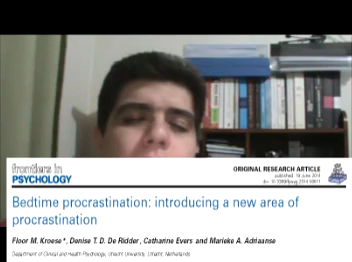 frontiers in
PSYCHOLOGY
ORIGINAL RESEARCH ARTICLE
Bedtime procrastination: introducing a new area of
procrastination
Floor M. Kroese*, Denise T. D. De Ridder, Catharine Evers and Marieke A. Adriaanse
Department of Clinical and Health Psychology, Utrecht University, Utrecht, Netherlands